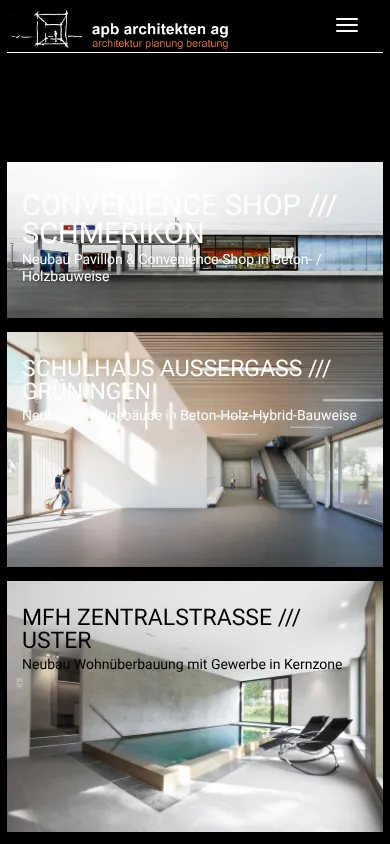 apb architekten ag
architektur planung beratung
CONVENIENCE SHOP ///
SCHMERIKON
Neubau Pavillon & Convenience-Shop in Beton- /
Holzbauweise
SCHULHAUS AUSSERGASS ///
GRÜNINGEN
in Beton-Holz-Hybrid-Bauweise
MFH ZENTRALSTRASSE ///
USTER
Neubau Wohnüberbauung mit Gewerbe in Kernzone